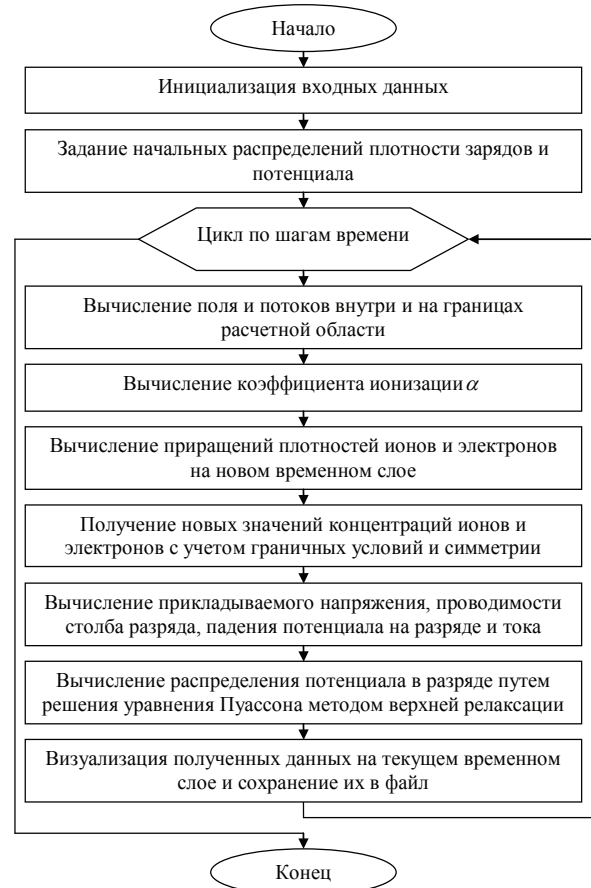 Начало
Инициализация входных данных
Задание начальных распределений плотности зарядов и
потенциала
Цикл по шагам времени
Вычисление поля и потоков внутри и на границах
расчетной области
Вычисление коэффициента ионизации α
Вычисление приращений плотностей ионов и электронов
на новом временном слое
Получение новых значений концентраций ионов и
электронов с учетом граничных условий и симметрии
Вычисление прикладываемого напряжения, проводимости
столба разряда, падения потенциала на разряде и тока
Вычисление распределения потенциала в разряде путем
решения уравнения Пуассона методом верхней релаксации
Визуализация полученных данных на текущем временном
слое и сохранение их в файл
Конец